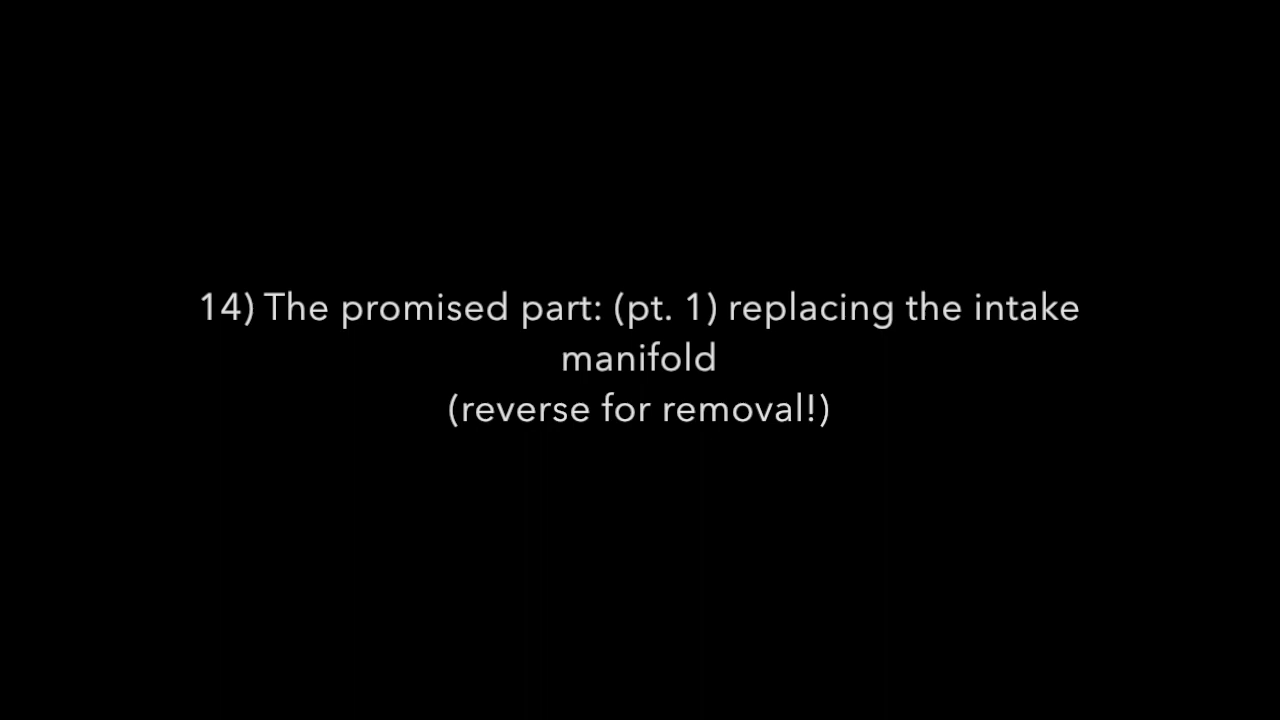 14) The promised part: (pt. 1) replacing the intake
manifold
(reverse for removal!)